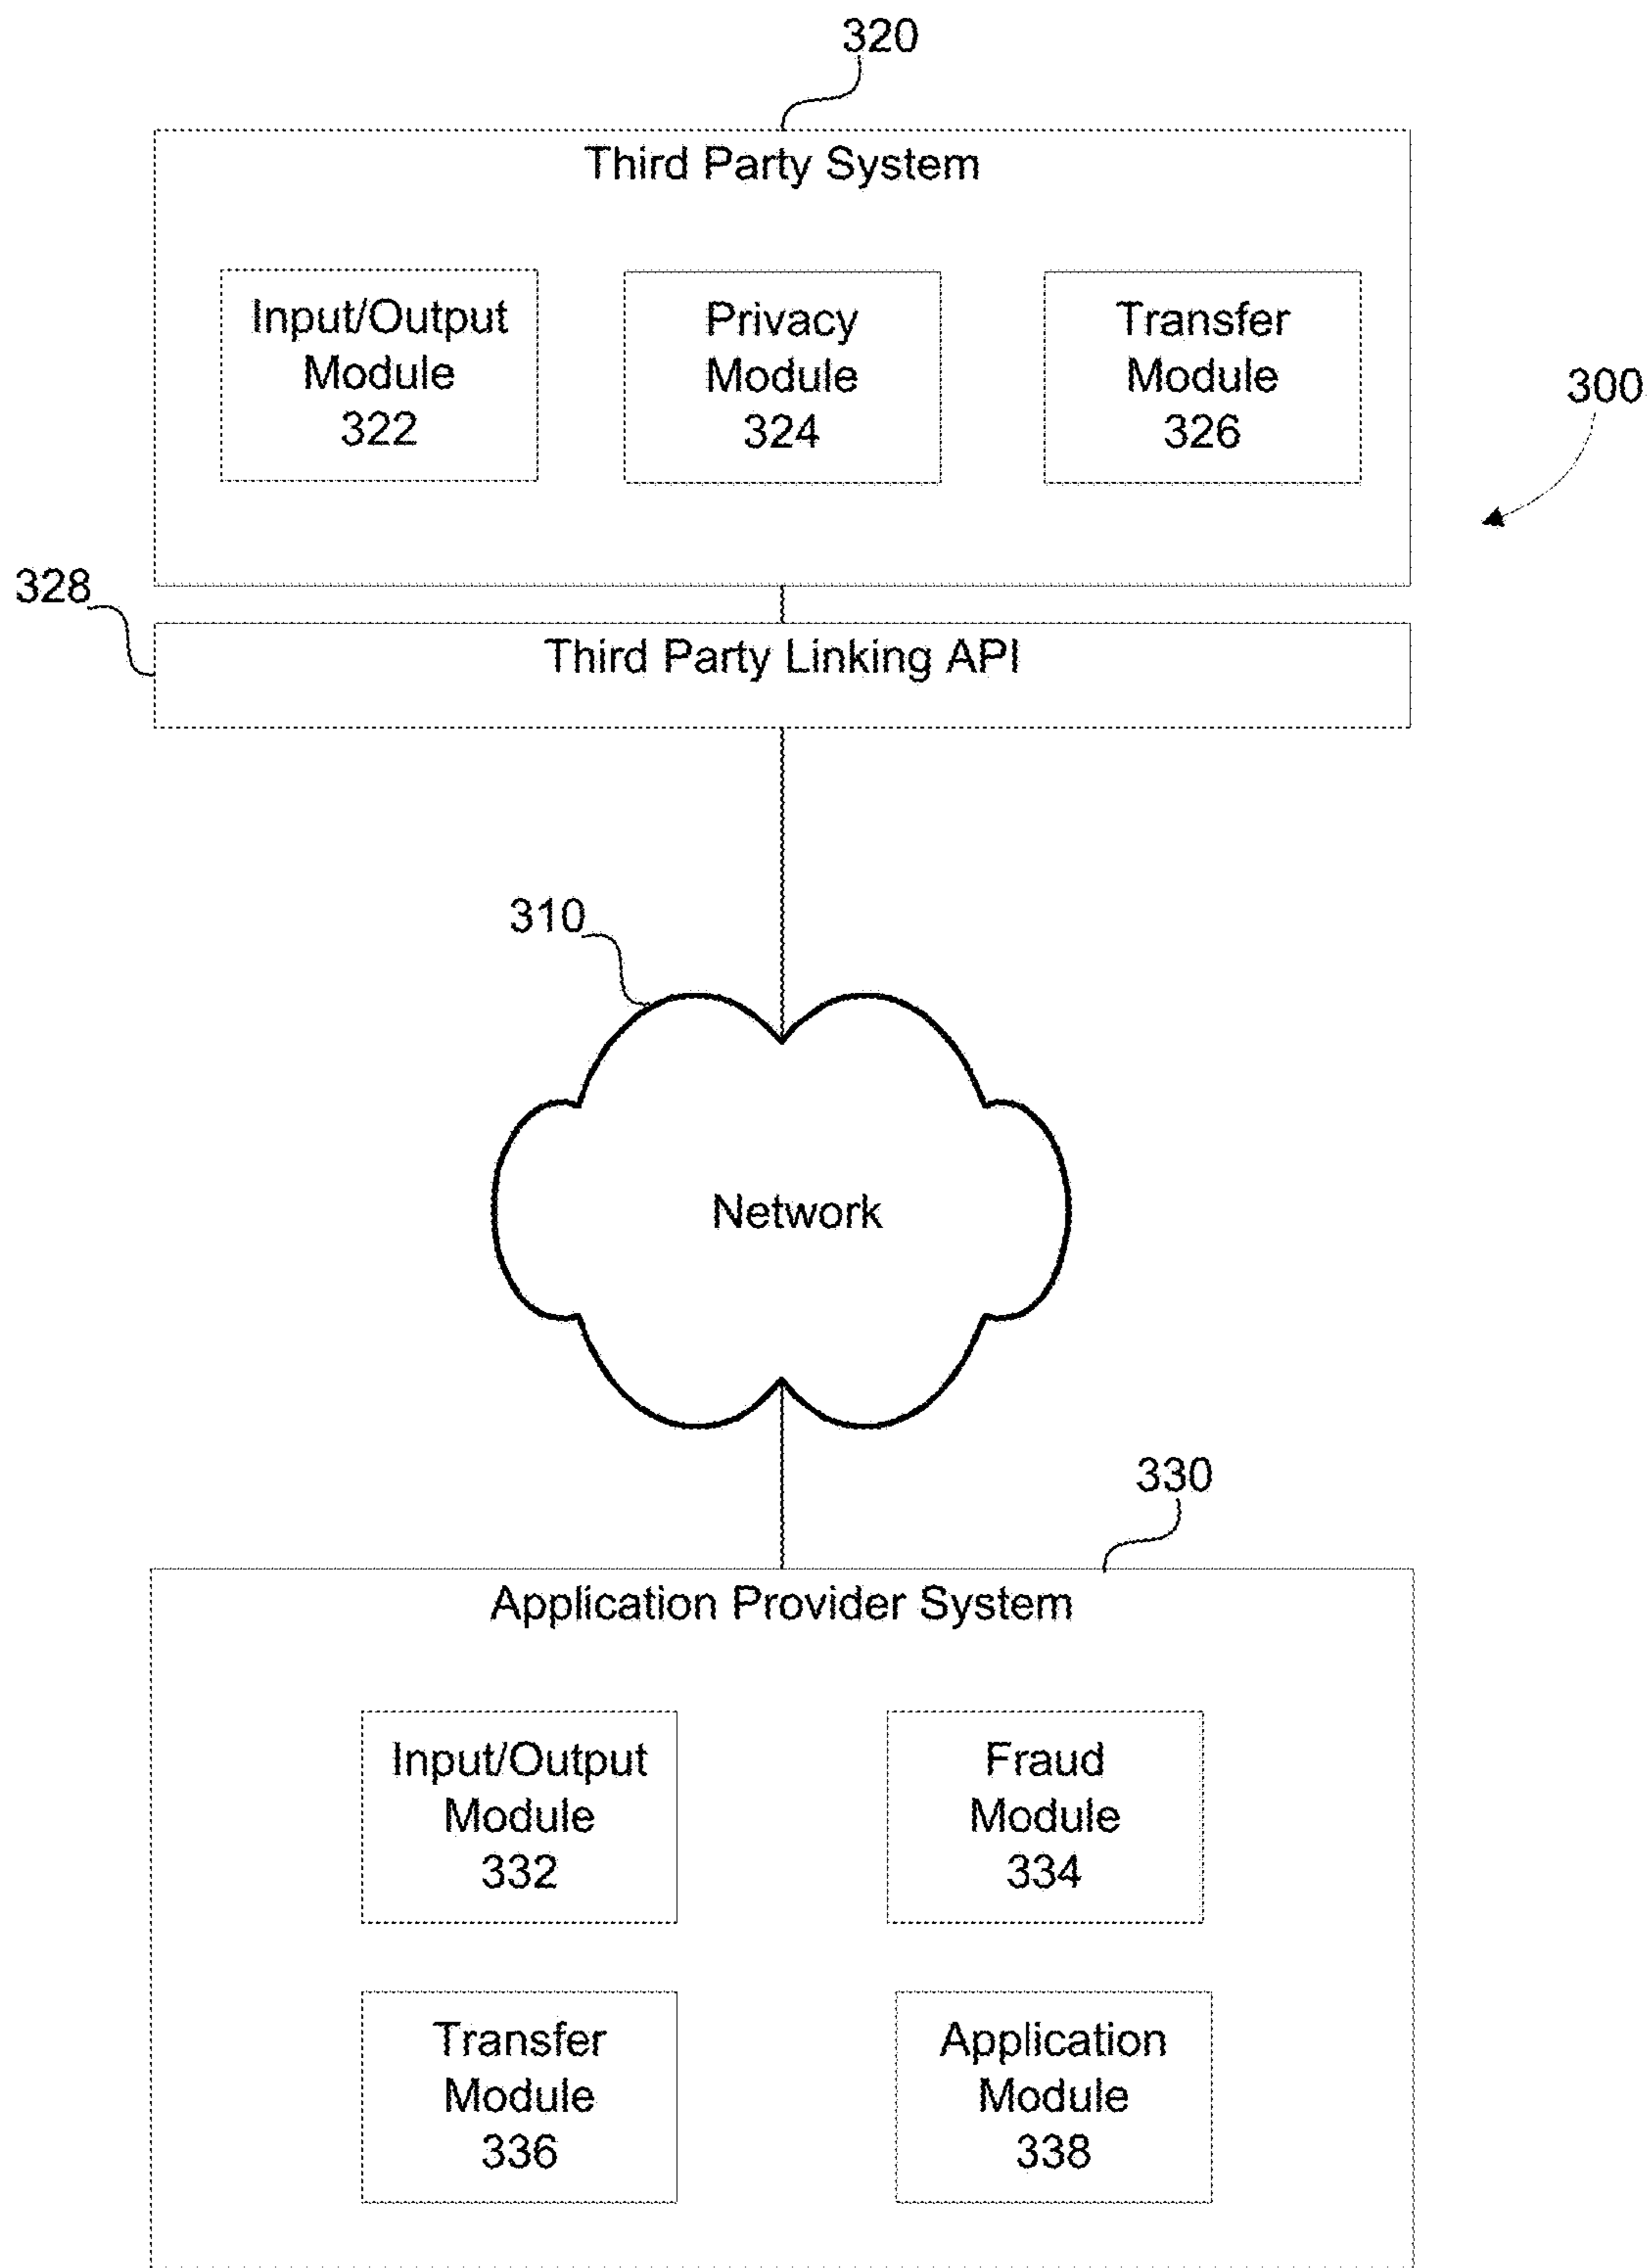 320
Third Party System
Input/Output
Module
322
Privacy
Module
324
Transfer
Module
326
300
328
Third Party Linking API
310
Network
330
Application Provider System
Input/Output
Module
332
Fraud
Module
334
Transfer
Module
336
Application
Module
338